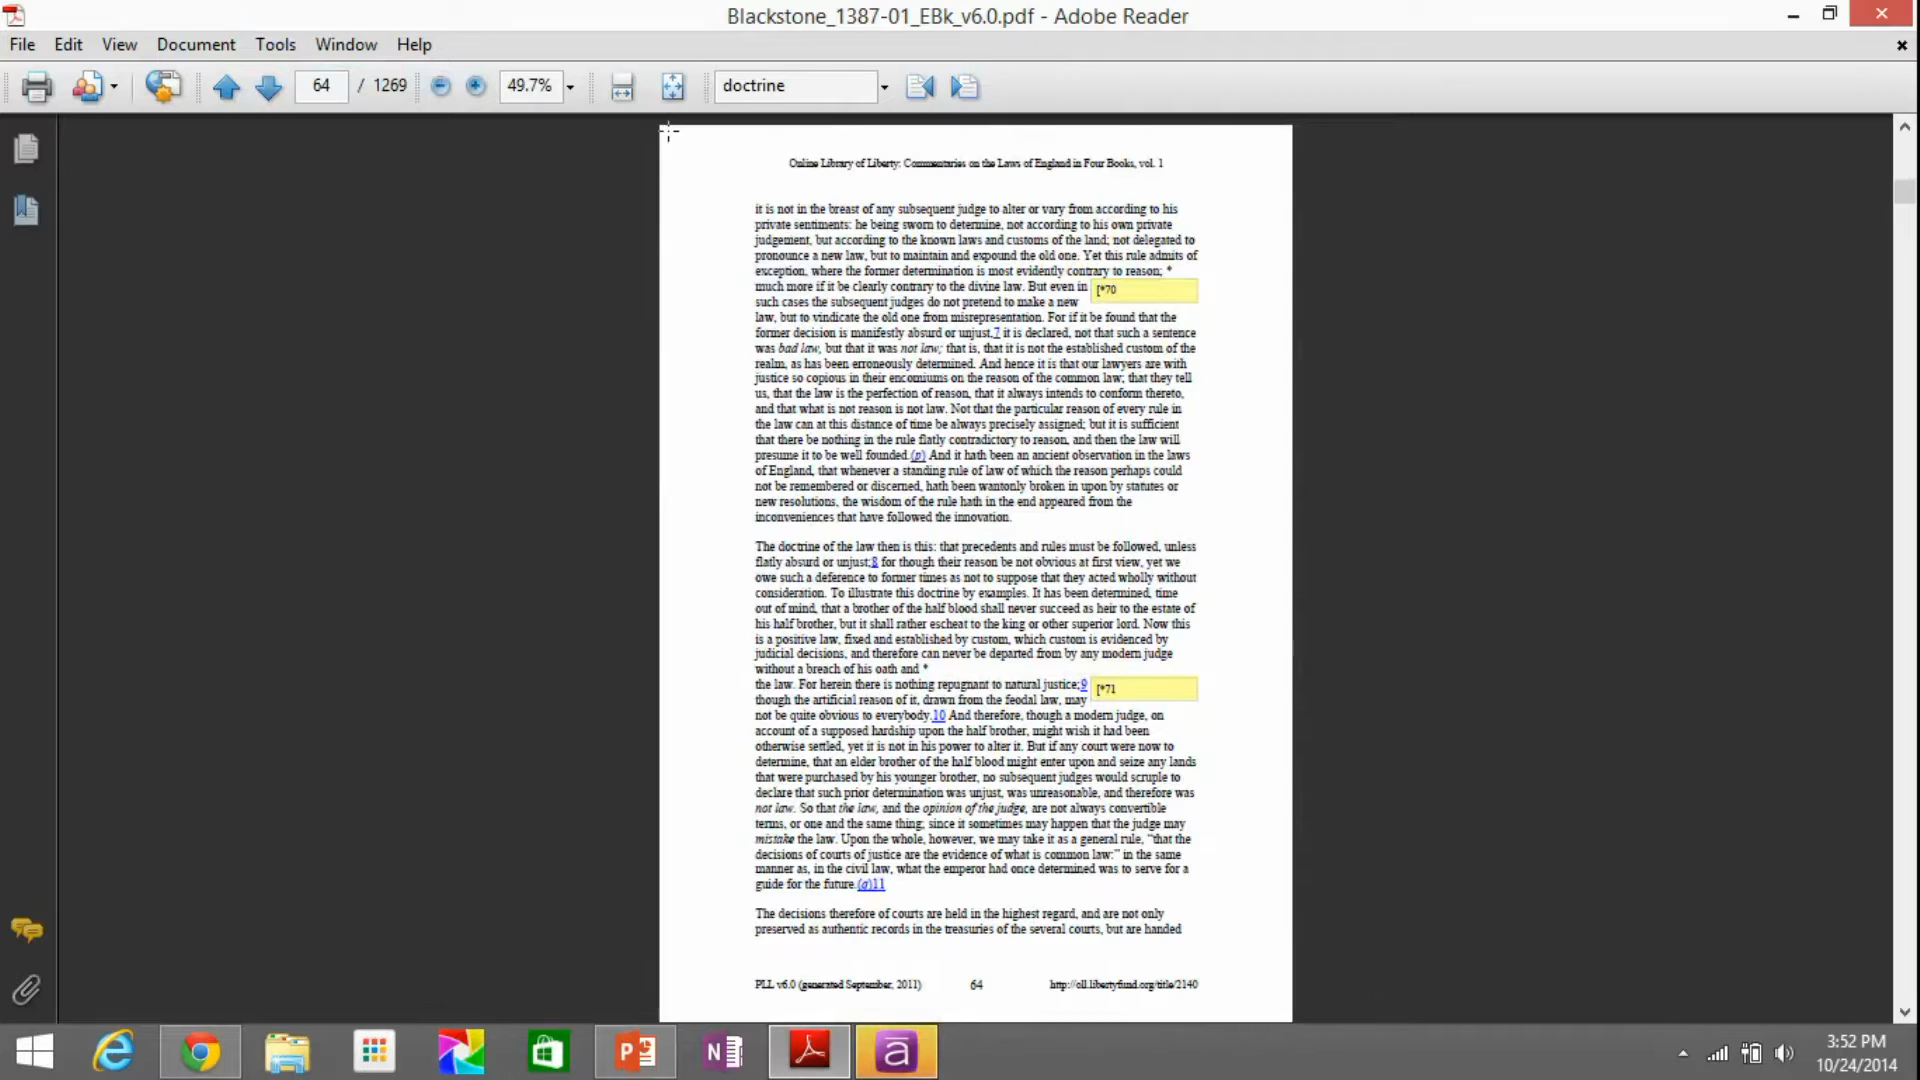 Blackstone_1387-01_EBk_v6.0.pdf - Adobe Reader
File Edit View Document Tools Window Help
64 / 1269 49.7% doctrine
Online Library of Liberty: Commentaries on the Laws of England in Four Books, vol. 1
it is not in the breast of any subsequent judge to alter or vary from according to his
private sentiments: he being sworn to determine, not according to his own private
judgement, but according to the known laws and customs of the land; not delegated to
pronounce a new law, but to maintain and expound the old one. Yet this rule admits of
exception, where the former determination is most evidently contrary to reason; *
much more if it be clearly contrary to the divine law. But even in [*70
such cases the subsequent judges do not pretend to make a new
law, but to vindicate the old one from misrepresentation. For if it be found that the
former decision is manifestly absurd or unjust,7 it is declared, not that such a sentence
was bad law, but that it was not law; that is, that it is not the established custom of the
realm, as has been erroneously determined. And hence it is that our lawyers are with
justice so copious in their encomiums on the reason of the common law; that they tell
us, that the law is the perfection of reason, that it always intends to conform thereto,
and that what is not reason is not law. Not that the particular reason of every rule in
the law can at this distance of time be always precisely assigned; but it is sufficient
that there be nothing in the rule flatly contradictory to reason, and then the law will
presume it to be well founded.(p) And it hath been an ancient observation in the laws
of England, that whenever a standing rule of law of which the reason perhaps could
not be remembered or discerned, hath been wantonly broken in upon by statutes or
new resolutions, the wisdom of the rule hath in the end appeared from the
inconveniences that have followed the innovation.
The doctrine of the law then is this: that precedents and rules must be followed, unless
flatly absurd or unjust;8 for though their reason be not obvious at first view, yet we
owe such a deference to former times as not to suppose that they acted wholly without
consideration. To illustrate this doctrine by examples. It has been determined, time
out of mind, that a brother of the half blood shall never succeed as heir to the estate of
his half brother, but it shall rather escheat to the king or other superior lord. Now this
is a positive law, fixed and established by custom, which custom is evidenced by
judicial decisions, and therefore can never be departed from by any modern judge
without a breach of his oath and *
the law. For herein there is nothing repugnant to natural justice;9 [*71
though the artificial reason of it, drawn from the feodal law, may
not be quite obvious to everybody.10 And therefore, though a modern judge, on
account of a supposed hardship upon the half brother, might wish it had been
otherwise settled, yet it is not in his power to alter it. But if any court were now to
determine, that an elder brother of the half blood might enter upon and seize any lands
that were purchased by his younger brother, no subsequent judges would scruple to
declare that such prior determination was unjust, was unreasonable, and therefore was
not law. So that the law, and the opinion of the judge, are not always convertible
terms, or one and the same thing; since it sometimes may happen that the judge may
mistake the law. Upon the whole, however, we may take it as a general rule, “that the
decisions of courts of justice are the evidence of what is common law:” in the same
manner as, in the civil law, what the emperor had once determined was to serve for a
guide for the future.(q)11
The decisions therefore of courts are held in the highest regard, and are not only
preserved as authentic records in the treasuries of the several courts, but are handed
PLL v6.0 (generated September, 2011) 64 http://oll.libertyfund.org/title/2140
3:52 PM
10/24/2014